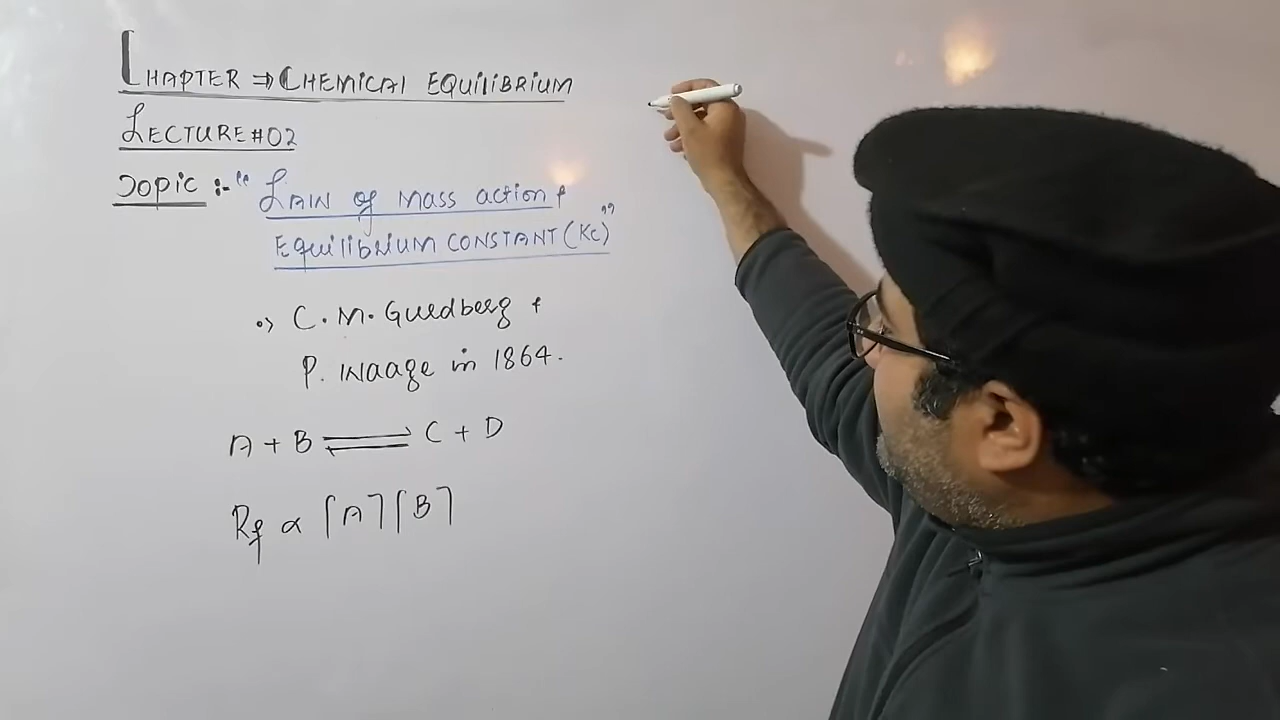 CHAPTER ⇒ CHEMICAL EQUILIBRIUM
LECTURE#02
TOPIC :- " LAW of MASS action &
EQUILIBRIUM CONSTANT (Kc)"
C. M. Guldberg &
P. Waage in 1864.
A + B ⇌ C + D
Rf ∝ [A] [B]